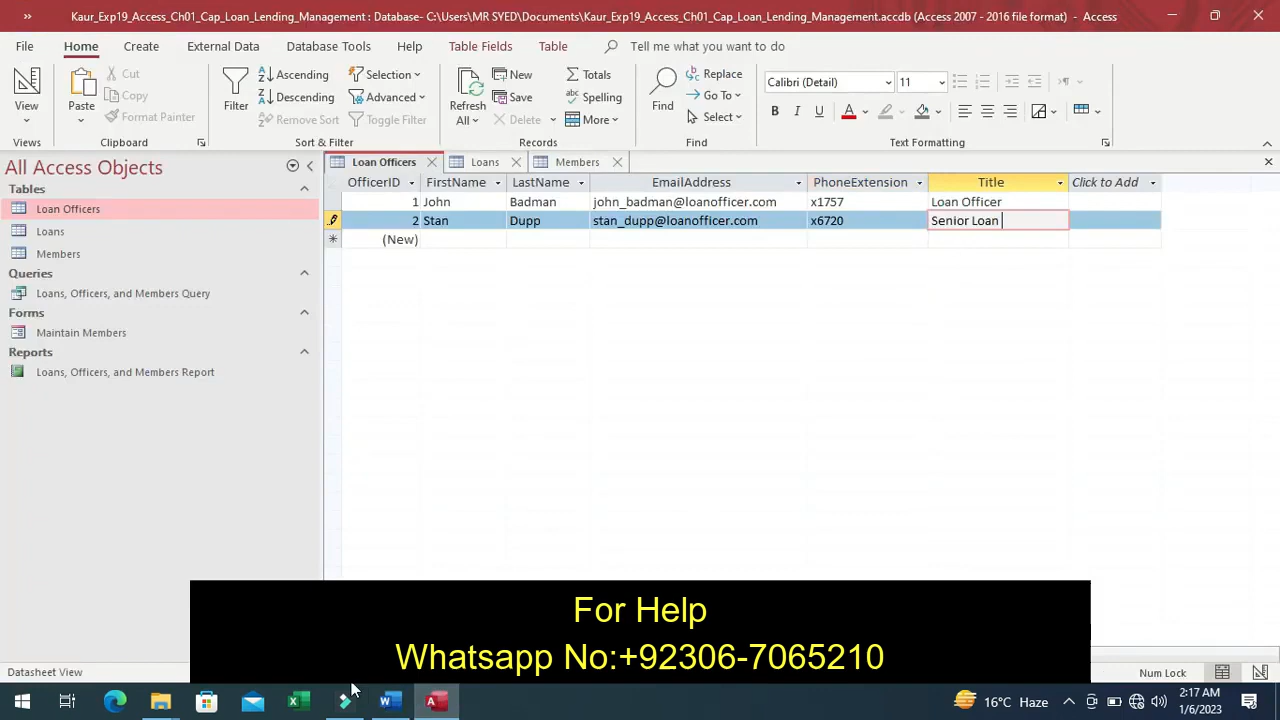 Kaur_Exp19_Access_Ch01_Cap_Loan_Lending_Management : Database- C:\Users\MR SYED\Documents\Kaur_Exp19_Access_Ch01_Cap_Loan_Lending_Management.accdb (Access 2007 - 2016 file format) - Access
File Home Create External Data Database Tools Help Table Fields Table Tell me what you want to do
View
Views
Paste
Cut
Copy
Format Painter
Clipboard
Filter
Ascending
Descending
Remove Sort
Selection
Advanced
Toggle Filter
Sort & Filter
Refresh All
New
Save
Delete
Totals
Spelling
More
Records
Find
Replace
Go To
Select
Find
Calibri (Detail) 11
B I U A
Text Formatting
All Access Objects
Tables
Loan Officers
Loans
Members
Queries
Loans, Officers, and Members Query
Forms
Maintain Members
Reports
Loans, Officers, and Members Report
Loan Officers Loans Members
OfficerID FirstName LastName EmailAddress PhoneExtension Title Click to Add
1 John Badman john_badman@loanofficer.com x1757 Loan Officer
2 Stan Dupp stan_dupp@loanofficer.com x6720 Senior Loan
(New)
For Help
Whatsapp No:+92306-7065210
Datasheet View Num Lock
16°C Haze 2:17 AM
1/6/2023